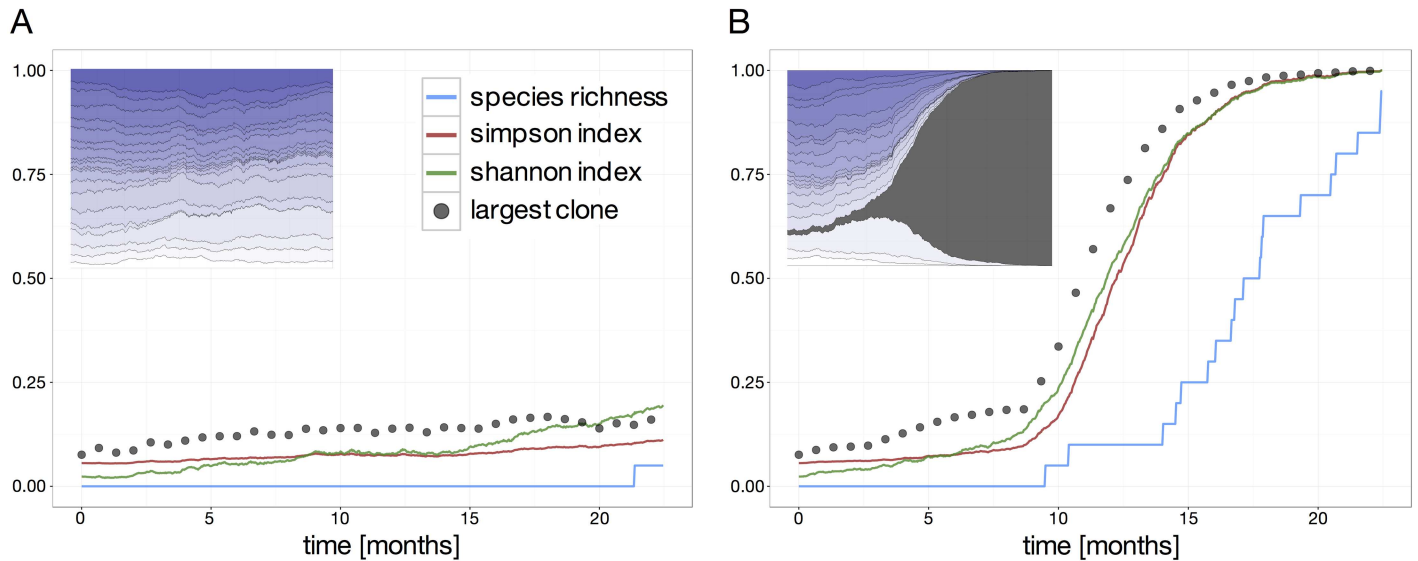 A
1.00
0.75
0.50
0.25
0.00
0 5 10 15 20
time [months]
species richness
simpson index
shannon index
largest clone
B
1.00
0.75
0.50
0.25
0.00
0 5 10 15 20
time [months]